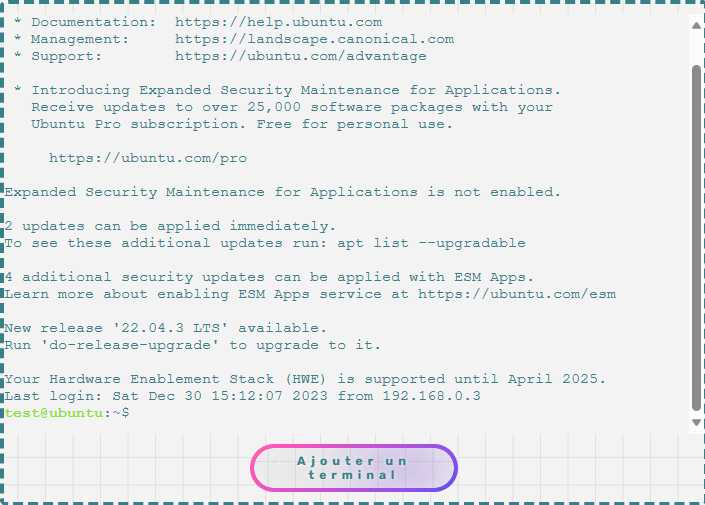 * Documentation:  https://help.ubuntu.com
* Management:     https://landscape.canonical.com
* Support:        https://ubuntu.com/advantage
* Introducing Expanded Security Maintenance for Applications.
Receive updates to over 25,000 software packages with your
Ubuntu Pro subscription. Free for personal use.
https://ubuntu.com/pro
Expanded Security Maintenance for Applications is not enabled.
2 updates can be applied immediately.
To see these additional updates run: apt list --upgradable
4 additional security updates can be applied with ESM Apps.
Learn more about enabling ESM Apps service at https://ubuntu.com/esm
New release '22.04.3 LTS' available.
Run 'do-release-upgrade' to upgrade to it.
Your Hardware Enablement Stack (HWE) is supported until April 2025.
Last login: Sat Dec 30 15:12:07 2023 from 192.168.0.3
test@ubuntu:~$
Ajouter un
terminal